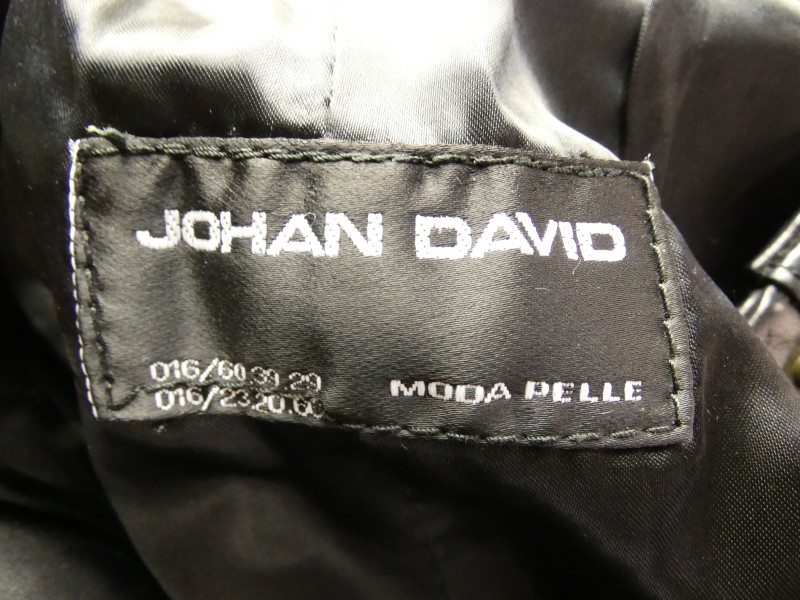 JOHAN DAVID
016/60.39.29
016/23.20.60
MODA PELLE